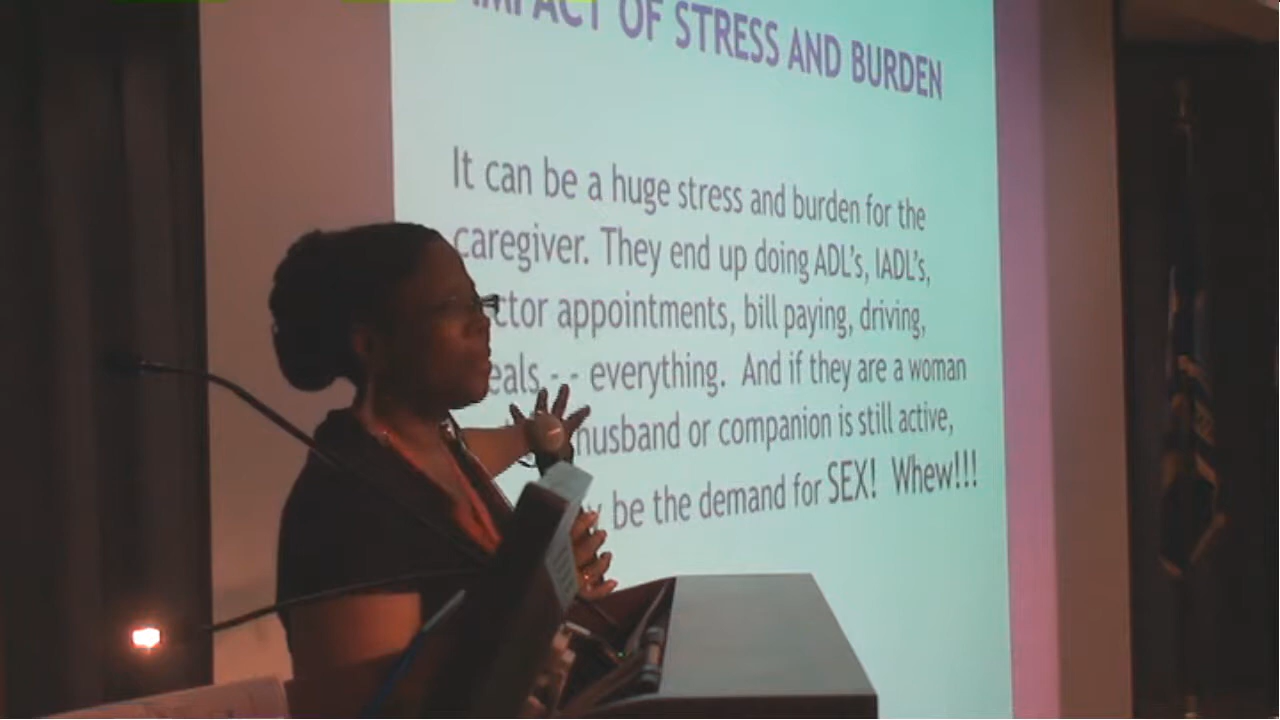 IMPACT OF STRESS AND BURDEN
It can be a huge stress and burden for the
caregiver. They end up doing ADL's, IADL's,
appointments, bill paying, driving,
- - everything. And if they are a woman
husband or companion is still active,
be the demand for SEX! Whew!!!